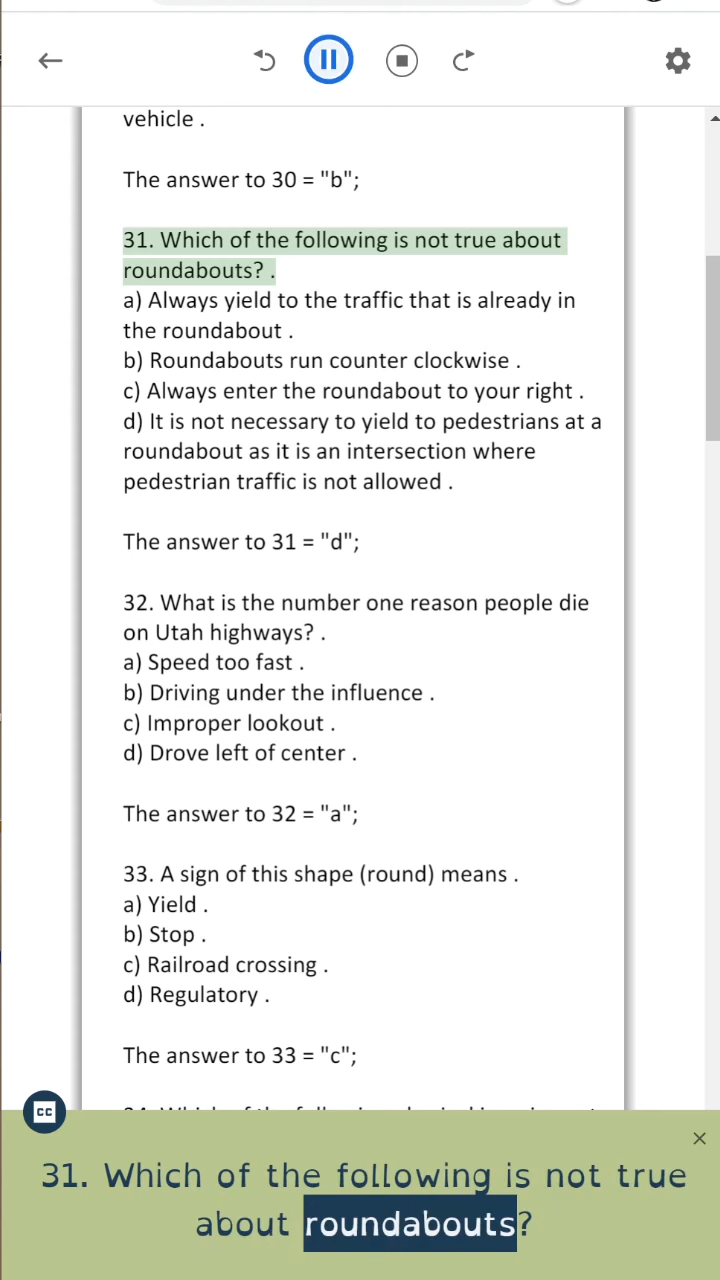 vehicle .
The answer to 30 = "b";
31. Which of the following is not true about
roundabouts? .
a) Always yield to the traffic that is already in
the roundabout .
b) Roundabouts run counter clockwise .
c) Always enter the roundabout to your right .
d) It is not necessary to yield to pedestrians at a
roundabout as it is an intersection where
pedestrian traffic is not allowed .
The answer to 31 = "d";
32. What is the number one reason people die
on Utah highways? .
a) Speed too fast .
b) Driving under the influence .
c) Improper lookout .
d) Drove left of center .
The answer to 32 = "a";
33. A sign of this shape (round) means .
a) Yield .
b) Stop .
c) Railroad crossing .
d) Regulatory .
The answer to 33 = "c";
CC
31. Which of the following is not true
about roundabouts?